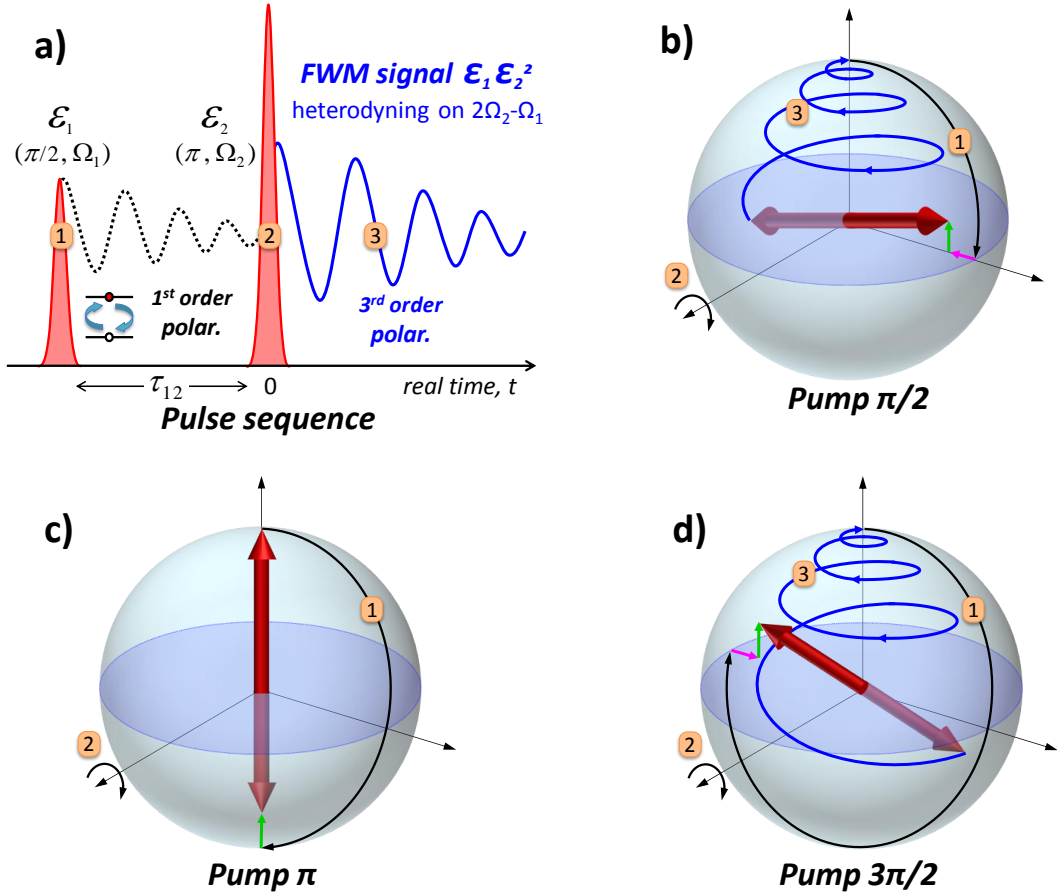 a)
FWM signal ε₁ε₂²
heterodyning on 2Ω₂-Ω₁
ℰ₁
(π/2, Ω₁)
ℰ₂
(π, Ω₂)
1
2
3
1ˢᵗ order
polar.
3ʳᵈ order
polar.
τ₁₂
0
real time, t
Pulse sequence
b)
3
1
2
Pump π/2
c)
1
2
Pump π
d)
3
1
2
Pump 3π/2